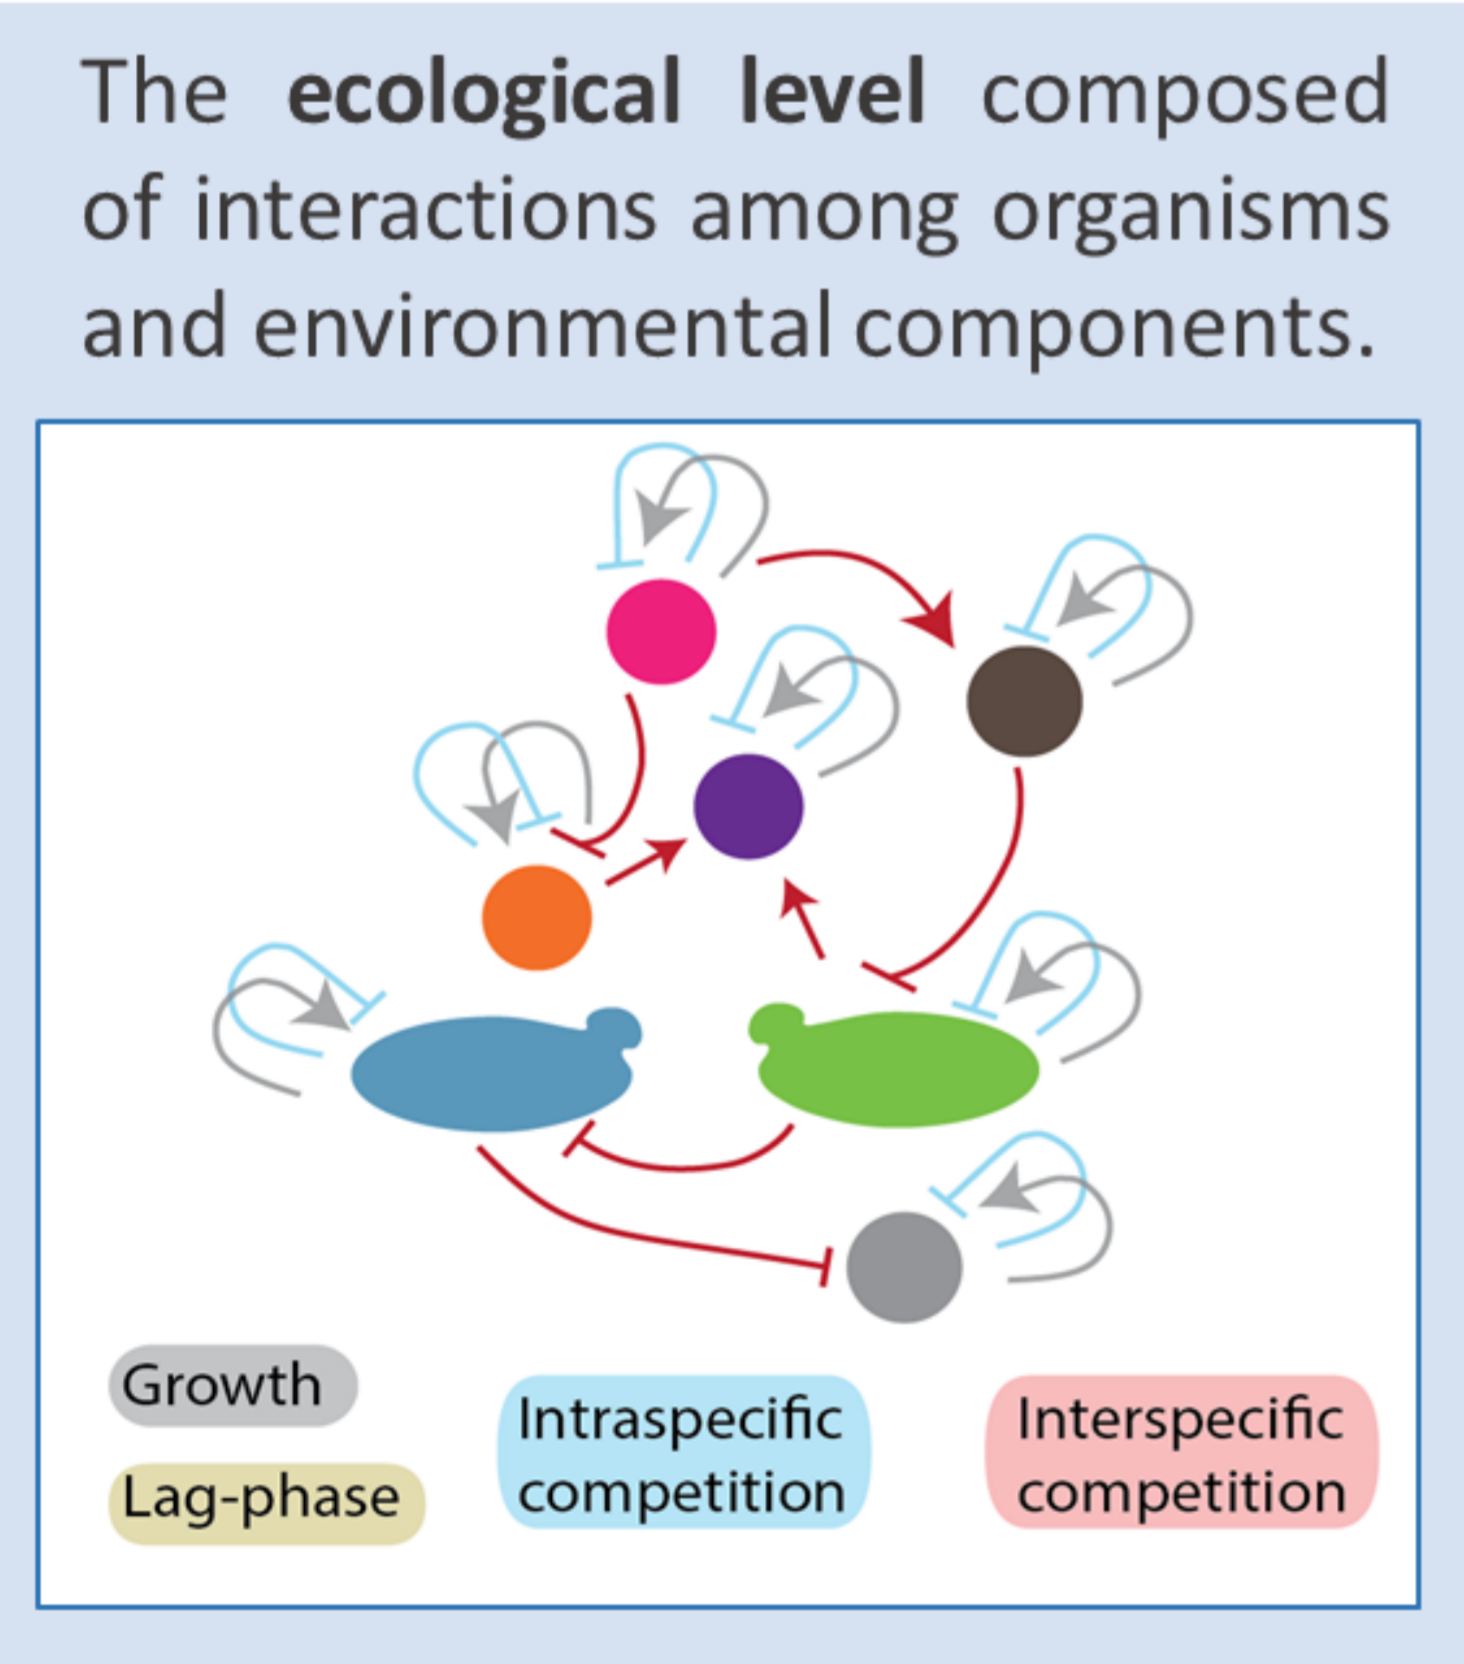 The ecological level composed
of interactions among organisms
and environmental components.
Growth
Lag-phase
Intraspecific
competition
Interspecific
competition